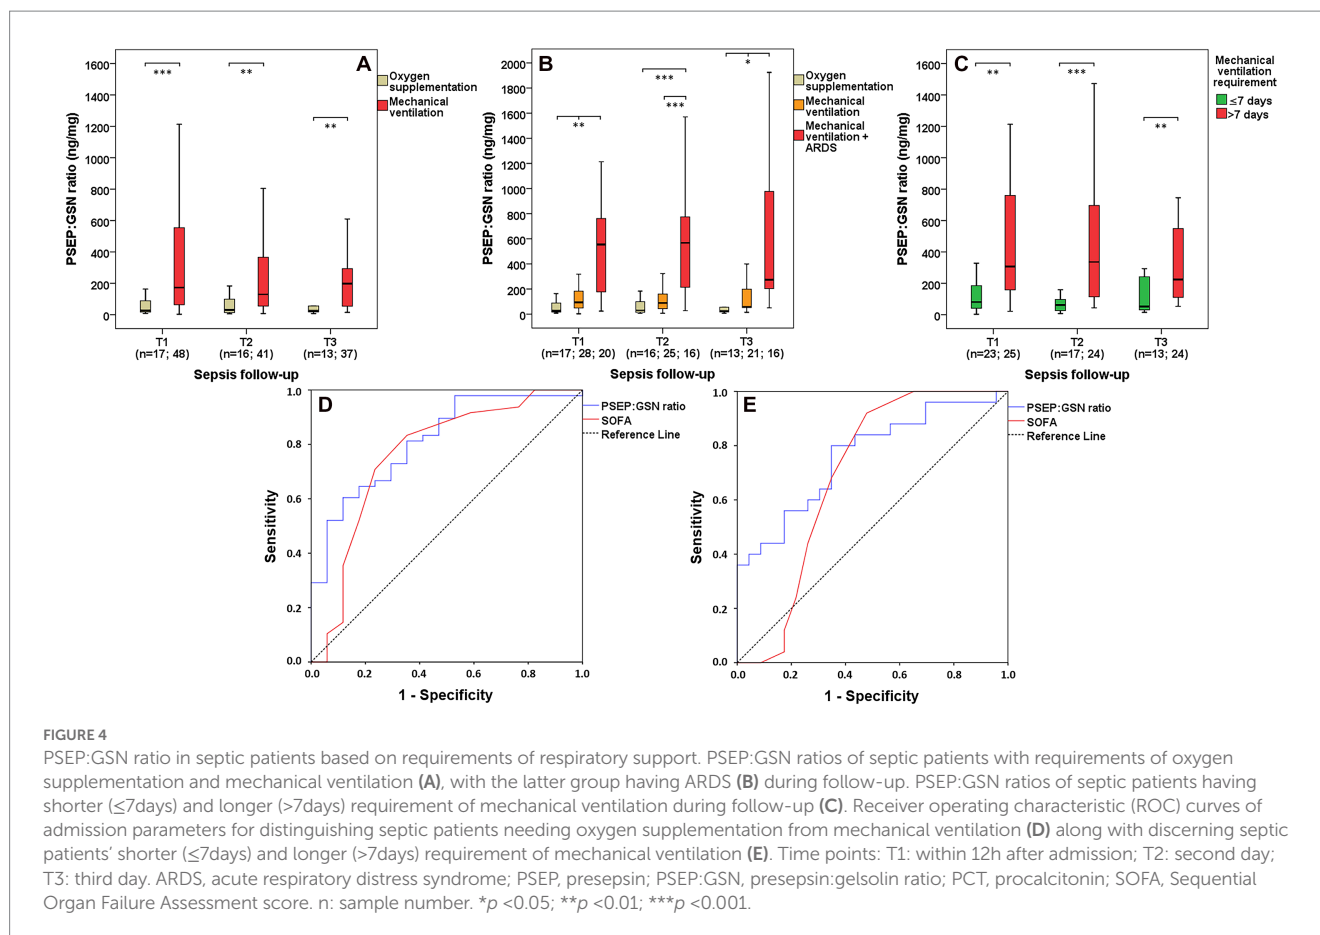 A
PSEP:GSN ratio (ng/mg)
1600
1400
1200
1000
800
600
400
200
0
***
**
**
Oxygen
supplementation
Mechanical
ventilation
T1
(n=17; 48)
T2
(n=16; 41)
T3
(n=13; 37)
Sepsis follow-up
B
PSEP:GSN ratio (ng/mg)
2000
1800
1600
1400
1200
1000
800
600
400
200
0
**
***
***
*
Oxygen
supplementation
Mechanical
ventilation
Mechanical
ventilation +
ARDS
T1
(n=17; 28; 20)
T2
(n=16; 25; 16)
T3
(n=13; 21; 16)
Sepsis follow-up
C
PSEP:GSN ratio (ng/mg)
1600
1400
1200
1000
800
600
400
200
0
**
***
**
Mechanical
ventilation
requirement
≤7 days
>7 days
T1
(n=23; 25)
T2
(n=17; 24)
T3
(n=13; 24)
Sepsis follow-up
D
Sensitivity
1.0
0.8
0.6
0.4
0.2
0.0
0.0 0.2 0.4 0.6 0.8 1.0
1 - Specificity
PSEP:GSN ratio
SOFA
Reference Line
E
Sensitivity
1.0
0.8
0.6
0.4
0.2
0.0
0.0 0.2 0.4 0.6 0.8 1.0
1 - Specificity
PSEP:GSN ratio
SOFA
Reference Line
FIGURE 4
PSEP:GSN ratio in septic patients based on requirements of respiratory support. PSEP:GSN ratios of septic patients with requirements of oxygen
supplementation and mechanical ventilation (A), with the latter group having ARDS (B) during follow-up. PSEP:GSN ratios of septic patients having
shorter (≤7days) and longer (>7days) requirement of mechanical ventilation during follow-up (C). Receiver operating characteristic (ROC) curves of
admission parameters for distinguishing septic patients needing oxygen supplementation from mechanical ventilation (D) along with discerning septic
patients’ shorter (≤7days) and longer (>7days) requirement of mechanical ventilation (E). Time points: T1: within 12h after admission; T2: second day;
T3: third day. ARDS, acute respiratory distress syndrome; PSEP, presepsin; PSEP:GSN, presepsin:gelsolin ratio; PCT, procalcitonin; SOFA, Sequential
Organ Failure Assessment score. n: sample number. *p <0.05; **p <0.01; ***p <0.001.